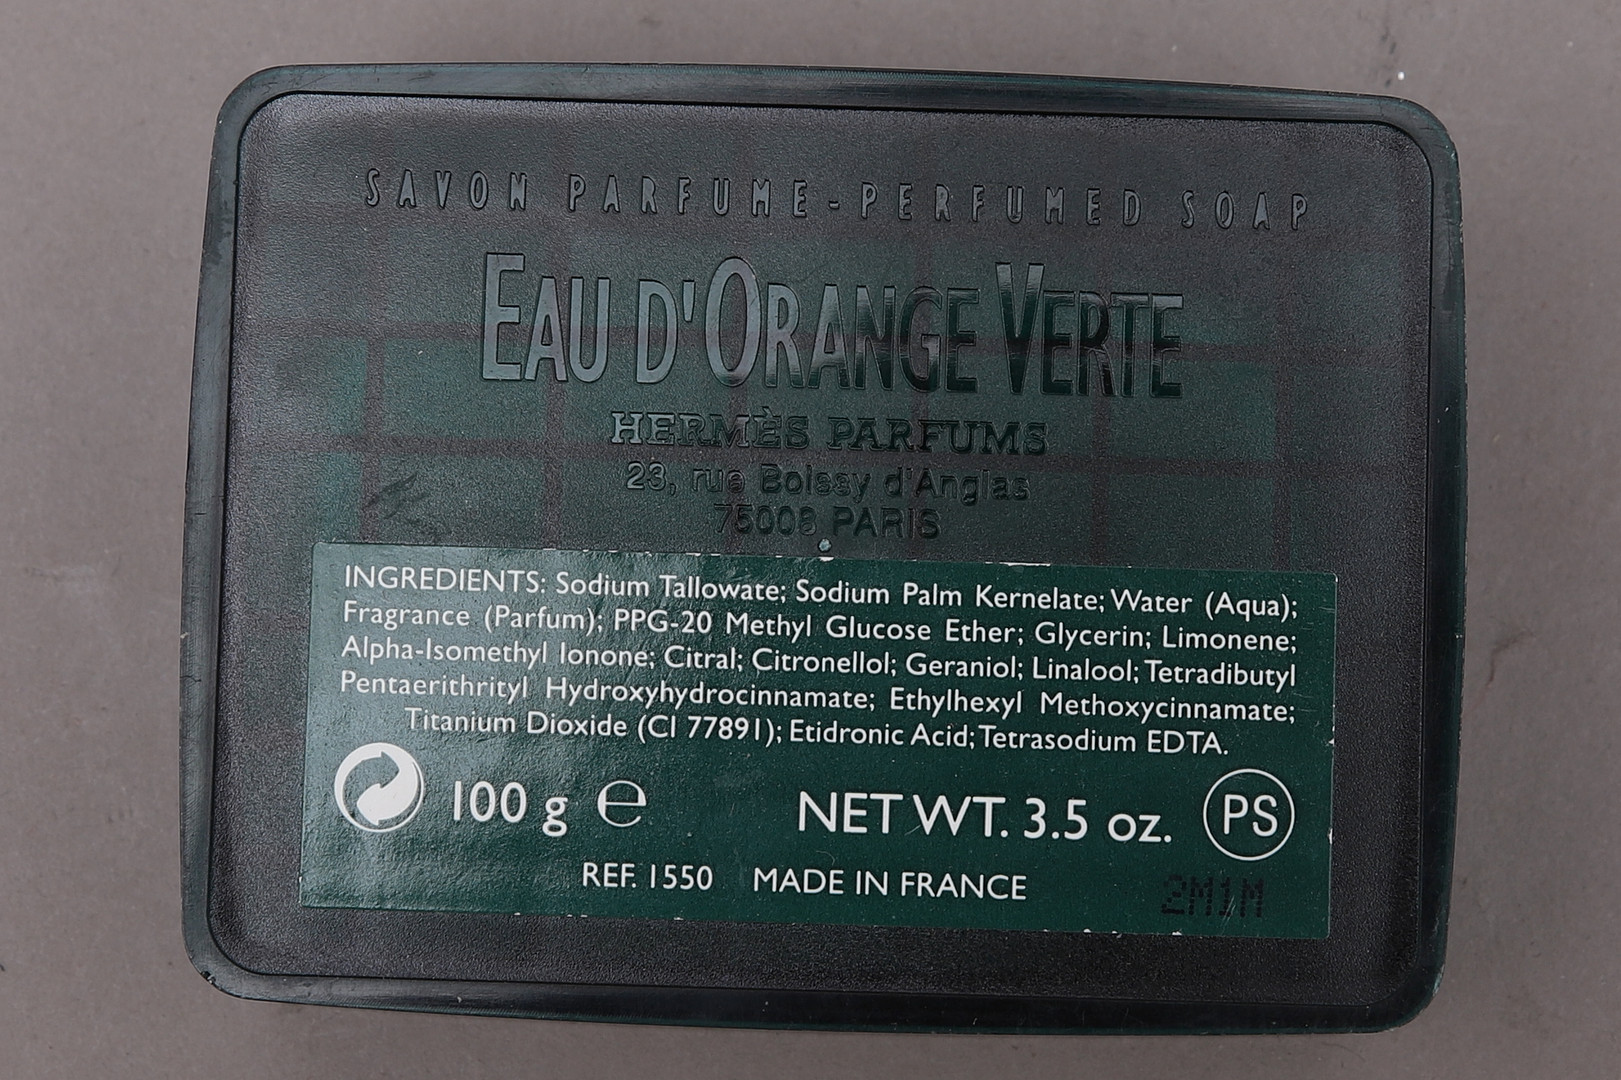 SAVON PARFUME-PERFUMED SOAP
EAU D'ORANGE VERTE
HERMÈS PARFUMS
23, rue Boissy d'Anglas
75008 PARIS
INGREDIENTS: Sodium Tallowate; Sodium Palm Kernelate; Water (Aqua);
Fragrance (Parfum); PPG-20 Methyl Glucose Ether; Glycerin; Limonene;
Alpha-Isomethyl Ionone; Citral; Citronellol; Geraniol; Linalool; Tetradibutyl
Pentaerithrityl Hydroxyhydrocinnamate; Ethylhexyl Methoxycinnamate;
Titanium Dioxide (CI 77891); Etidronic Acid; Tetrasodium EDTA.
100 g ℮ NET WT. 3.5 oz. PS
REF. 1550 MADE IN FRANCE
2M1M